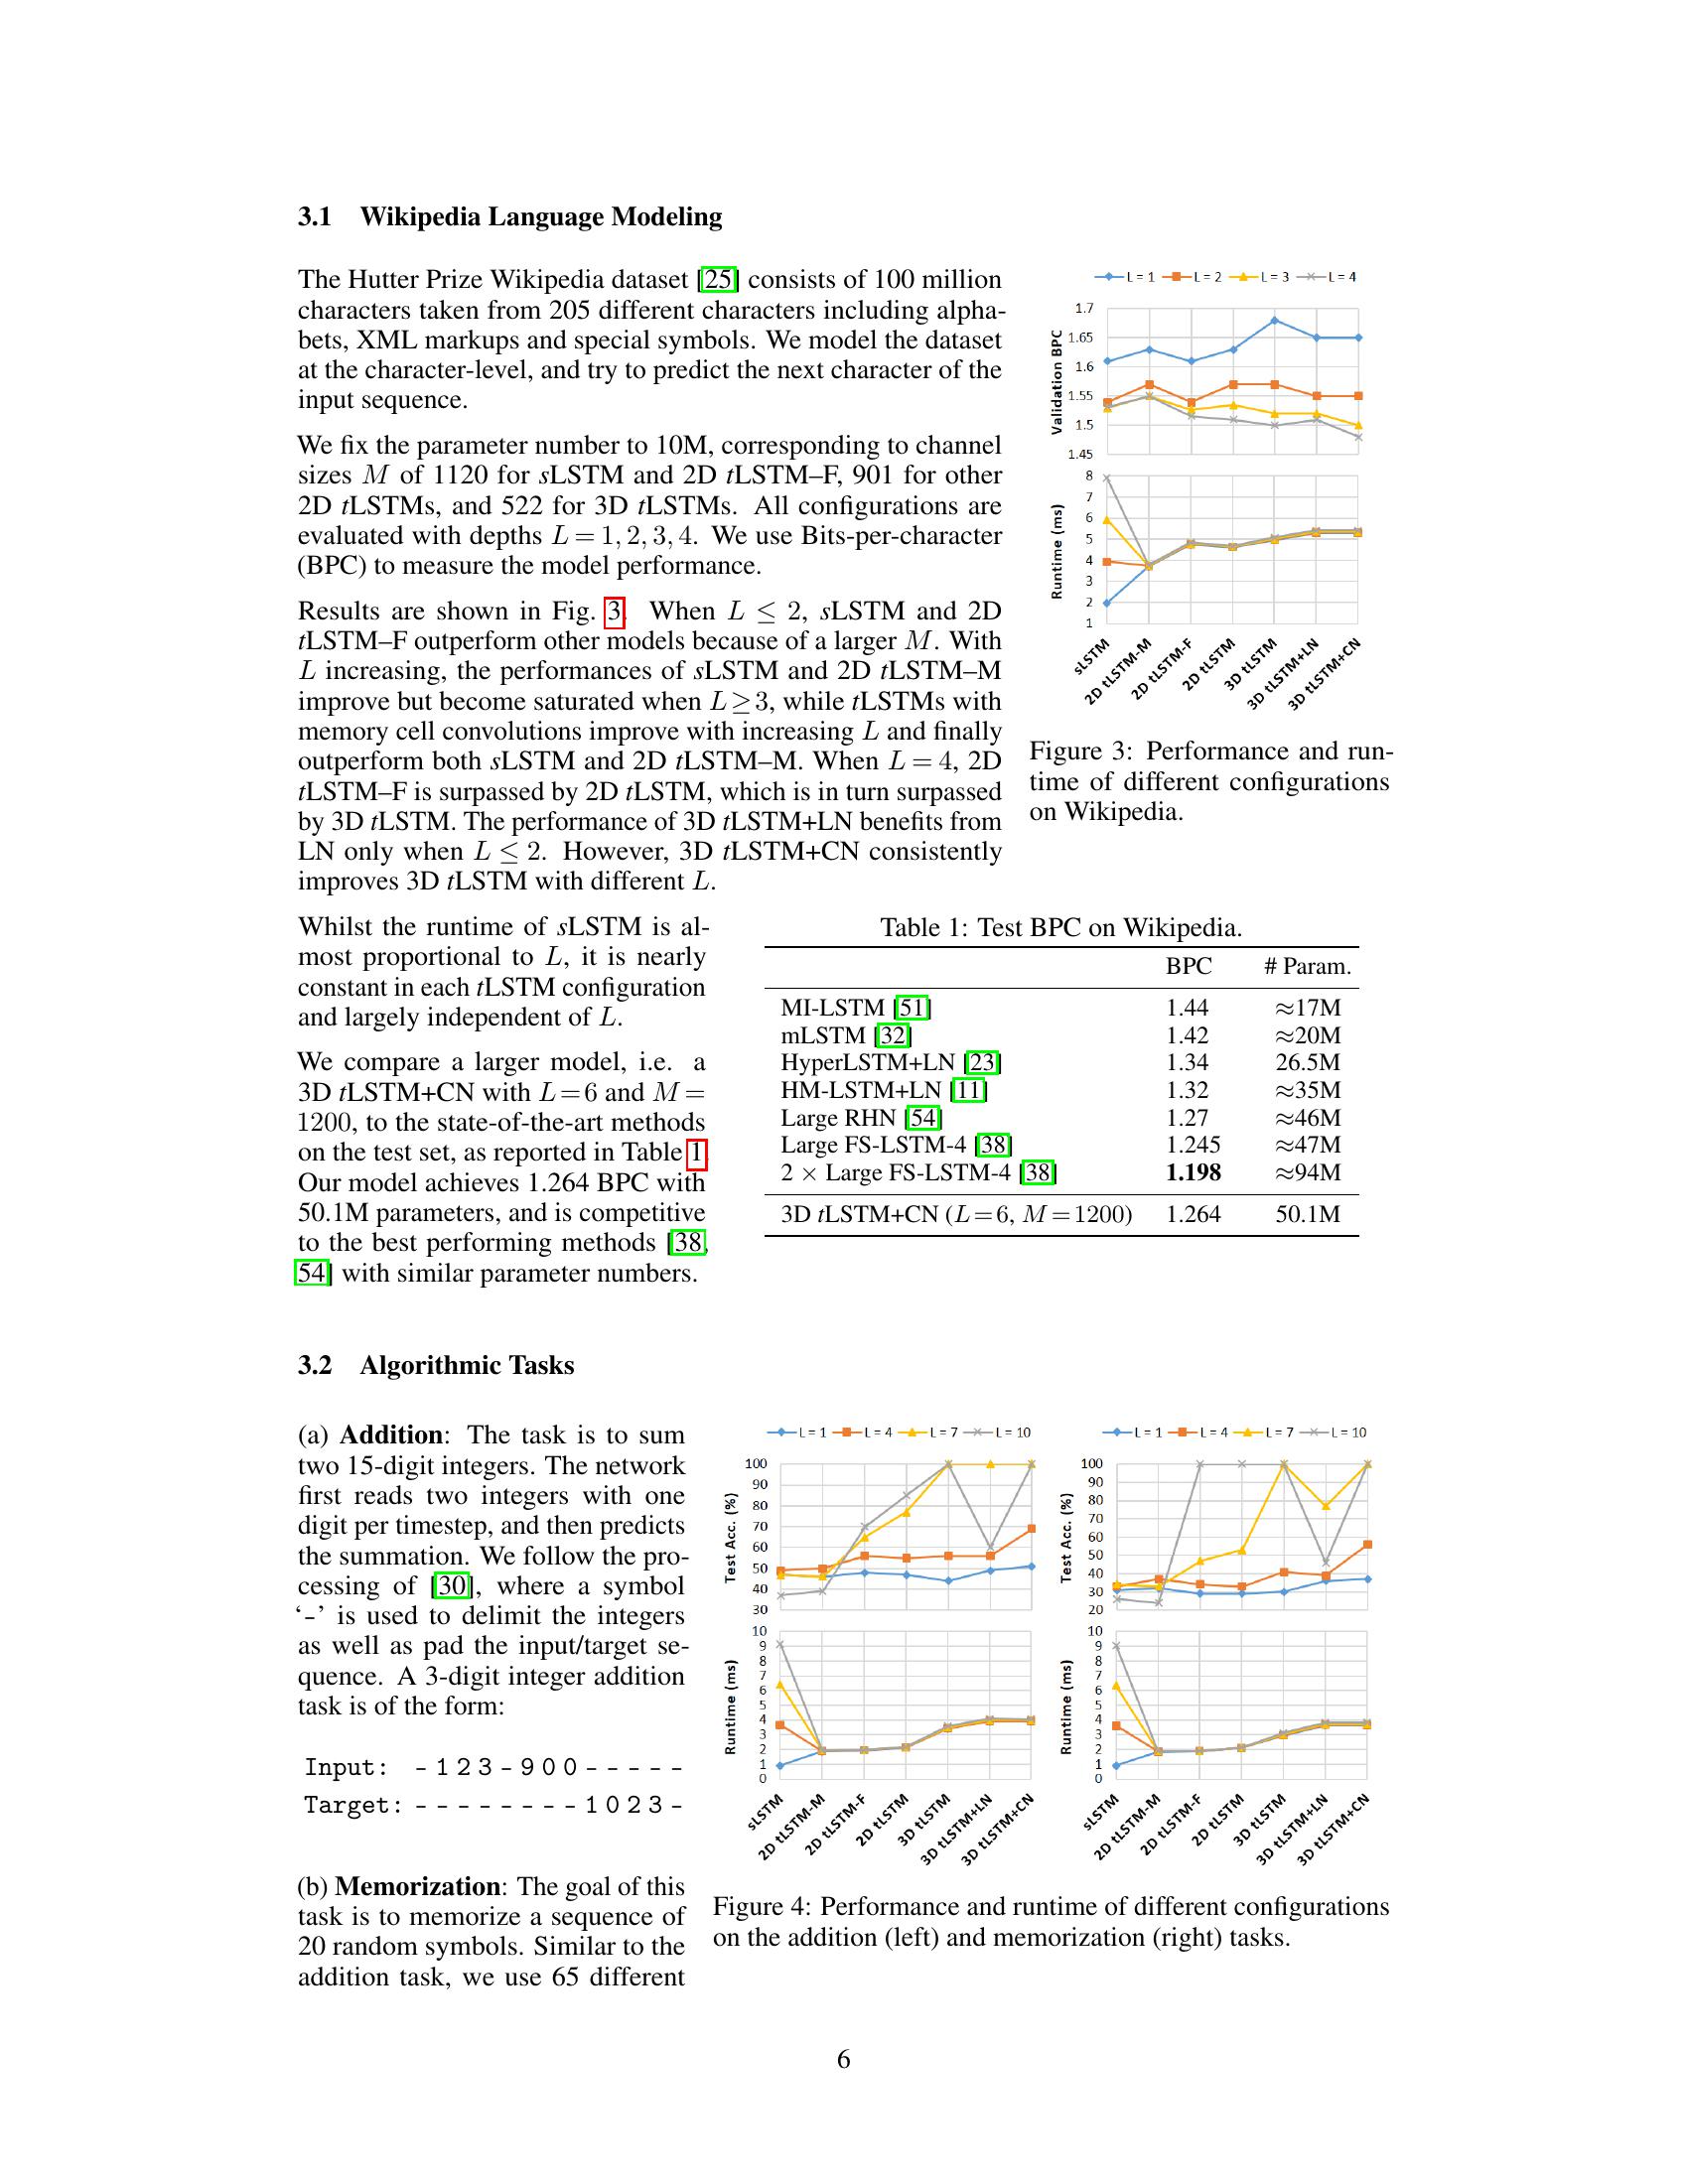 3.1 Wikipedia Language Modeling
The Hutter Prize Wikipedia dataset [25] consists of 100 million
characters taken from 205 different characters including alpha-
bets, XML markups and special symbols. We model the dataset
at the character-level, and try to predict the next character of the
input sequence.
We fix the parameter number to 10M, corresponding to channel
sizes M of 1120 for sLSTM and 2D tLSTM–F, 901 for other
2D tLSTMs, and 522 for 3D tLSTMs. All configurations are
evaluated with depths L = 1, 2, 3, 4. We use Bits-per-character
(BPC) to measure the model performance.
Results are shown in Fig. 3. When L ≤ 2, sLSTM and 2D
tLSTM–F outperform other models because of a larger M. With
L increasing, the performances of sLSTM and 2D tLSTM–M
improve but become saturated when L ≥ 3, while tLSTMs with
memory cell convolutions improve with increasing L and finally
outperform both sLSTM and 2D tLSTM–M. When L = 4, 2D
tLSTM–F is surpassed by 2D tLSTM, which is in turn surpassed
by 3D tLSTM. The performance of 3D tLSTM+LN benefits from
LN only when L ≤ 2. However, 3D tLSTM+CN consistently
improves 3D tLSTM with different L.
L = 1 L = 2 L = 3 L = 4
Validation BPC
1.7
1.65
1.6
1.55
1.5
1.45
Runtime (ms)
8
7
6
5
4
3
2
1
sLSTM
2D tLSTM-M
2D tLSTM-F
2D tLSTM
3D tLSTM
3D tLSTM+LN
3D tLSTM+CN
Figure 3: Performance and run-
time of different configurations
on Wikipedia.
Whilst the runtime of sLSTM is al-
most proportional to L, it is nearly
constant in each tLSTM configuration
and largely independent of L.
We compare a larger model, i.e. a
3D tLSTM+CN with L = 6 and M =
1200, to the state-of-the-art methods
on the test set, as reported in Table 1.
Our model achieves 1.264 BPC with
50.1M parameters, and is competitive
to the best performing methods [38,
54] with similar parameter numbers.
Table 1: Test BPC on Wikipedia.
BPC # Param.
MI-LSTM [51] 1.44 ≈17M
mLSTM [32] 1.42 ≈20M
HyperLSTM+LN [23] 1.34 26.5M
HM-LSTM+LN [11] 1.32 ≈35M
Large RHN [54] 1.27 ≈46M
Large FS-LSTM-4 [38] 1.245 ≈47M
2 × Large FS-LSTM-4 [38] 1.198 ≈94M
3D tLSTM+CN (L = 6, M = 1200) 1.264 50.1M
3.2 Algorithmic Tasks
(a) Addition: The task is to sum
two 15-digit integers. The network
first reads two integers with one
digit per timestep, and then predicts
the summation. We follow the pro-
cessing of [30], where a symbol
‘-’ is used to delimit the integers
as well as pad the input/target se-
quence. A 3-digit integer addition
task is of the form:
Input: - 1 2 3 - 9 0 0 - - - - -
Target: - - - - - - - - 1 0 2 3 -
(b) Memorization: The goal of this
task is to memorize a sequence of
20 random symbols. Similar to the
addition task, we use 65 different
L = 1 L = 4 L = 7 L = 10
Test Acc. (%)
100
90
80
70
60
50
40
30
Runtime (ms)
10
9
8
7
6
5
4
3
2
1
0
sLSTM
2D tLSTM-M
2D tLSTM-F
2D tLSTM
3D tLSTM
3D tLSTM+LN
3D tLSTM+CN
L = 1 L = 4 L = 7 L = 10
Test Acc. (%)
100
90
80
70
60
50
40
30
20
Runtime (ms)
10
9
8
7
6
5
4
3
2
1
0
sLSTM
2D tLSTM-M
2D tLSTM-F
2D tLSTM
3D tLSTM
3D tLSTM+LN
3D tLSTM+CN
Figure 4: Performance and runtime of different configurations
on the addition (left) and memorization (right) tasks.
6